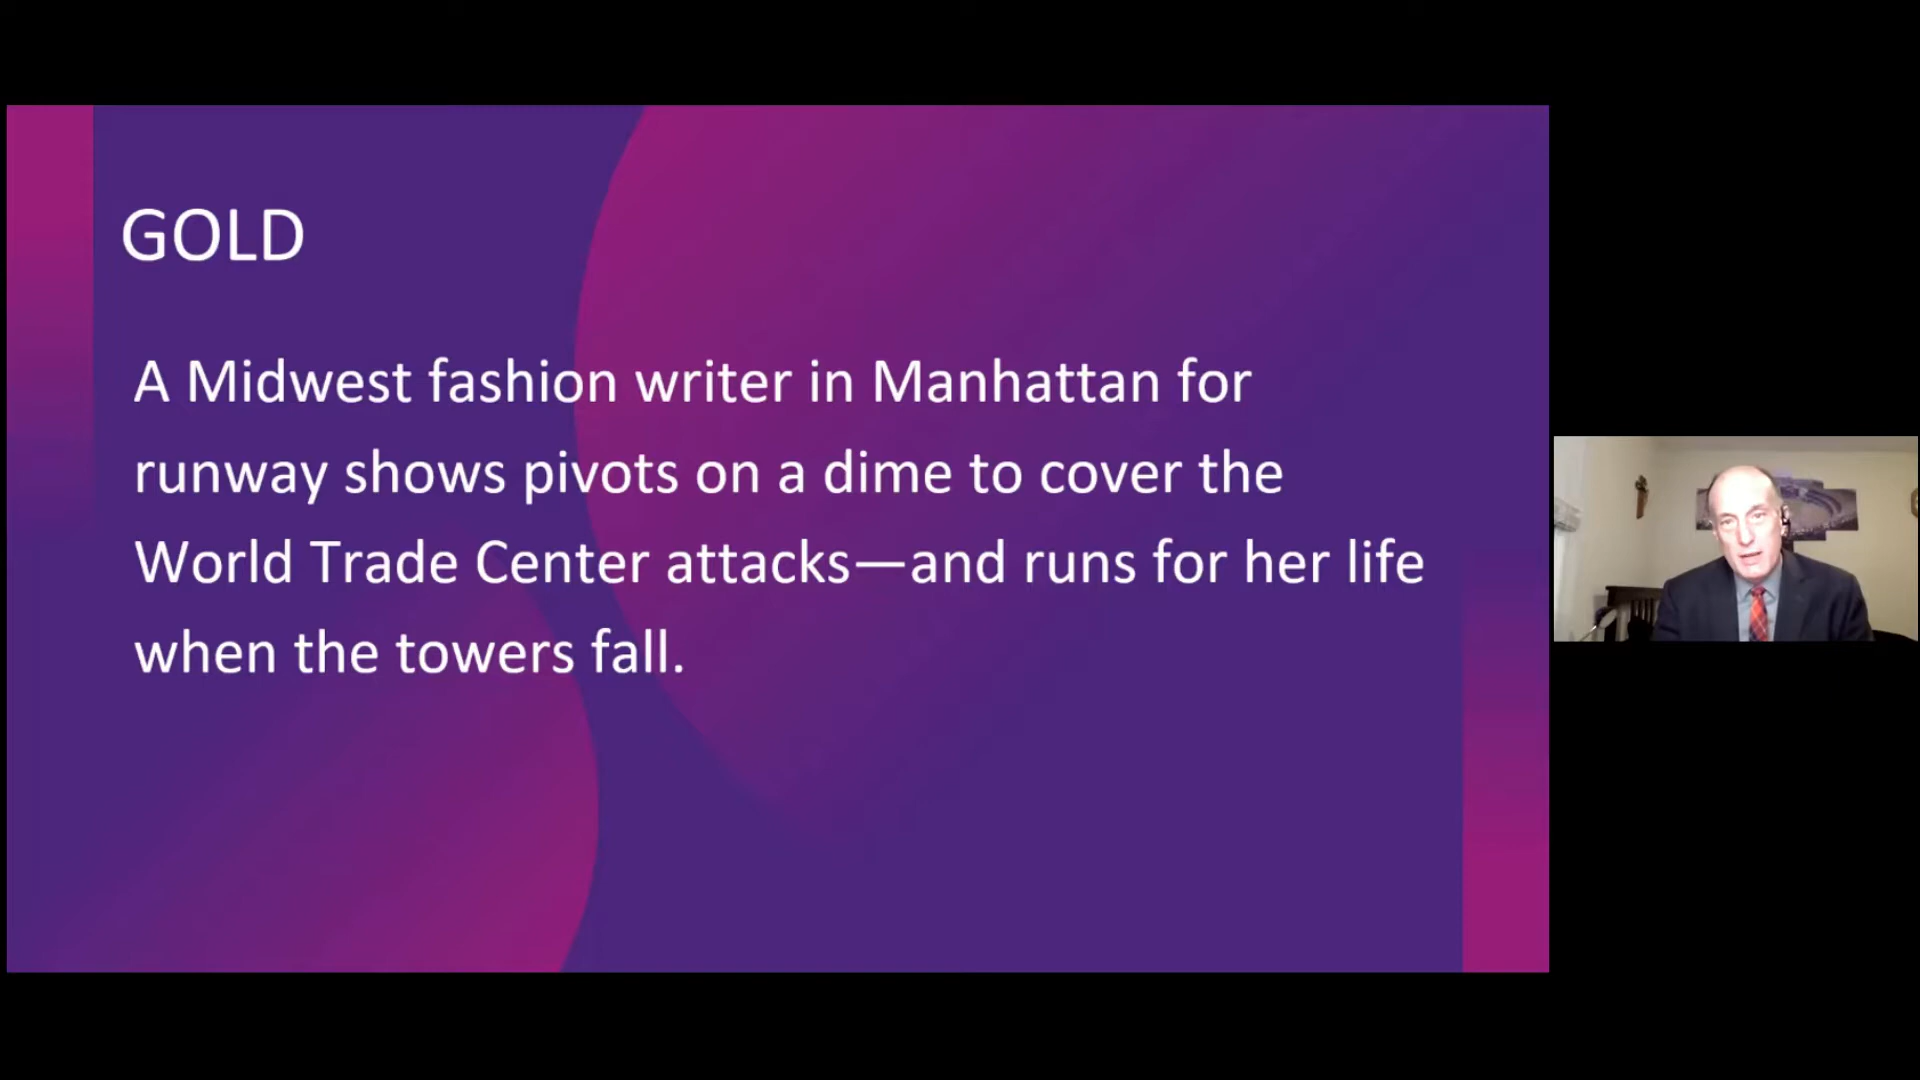 GOLD
A Midwest fashion writer in Manhattan for
runway shows pivots on a dime to cover the
World Trade Center attacks—and runs for her life
when the towers fall.